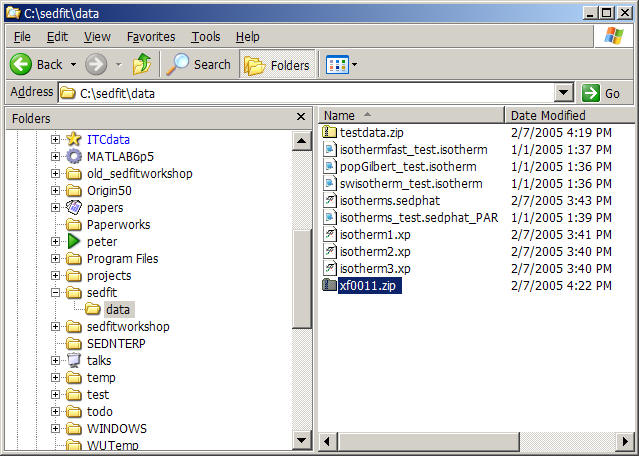 C:\sedfit\data
File Edit View Favorites Tools Help
Back Search Folders
Address C:\sedfit\data Go
Folders
ITCdata
MATLAB6p5
old_sedfitworkshop
Origin50
papers
Paperworks
peter
Program Files
projects
sedfit
data
sedfitworkshop
SEDNTERP
talks
temp
test
todo
WINDOWS
WUTemp
Name Date Modified
testdata.zip 2/7/2005 4:19 PM
isothermfast_test.isotherm 1/1/2005 1:37 PM
popGilbert_test.isotherm 1/1/2005 1:36 PM
swisotherm_test.isotherm 1/1/2005 1:36 PM
isotherms.sedphat 2/7/2005 3:43 PM
isotherms_test.sedphat_PAR 1/1/2005 1:39 PM
isotherm1.xp 2/7/2005 3:41 PM
isotherm2.xp 2/7/2005 3:40 PM
isotherm3.xp 2/7/2005 3:40 PM
xf0011.zip 2/7/2005 4:22 PM